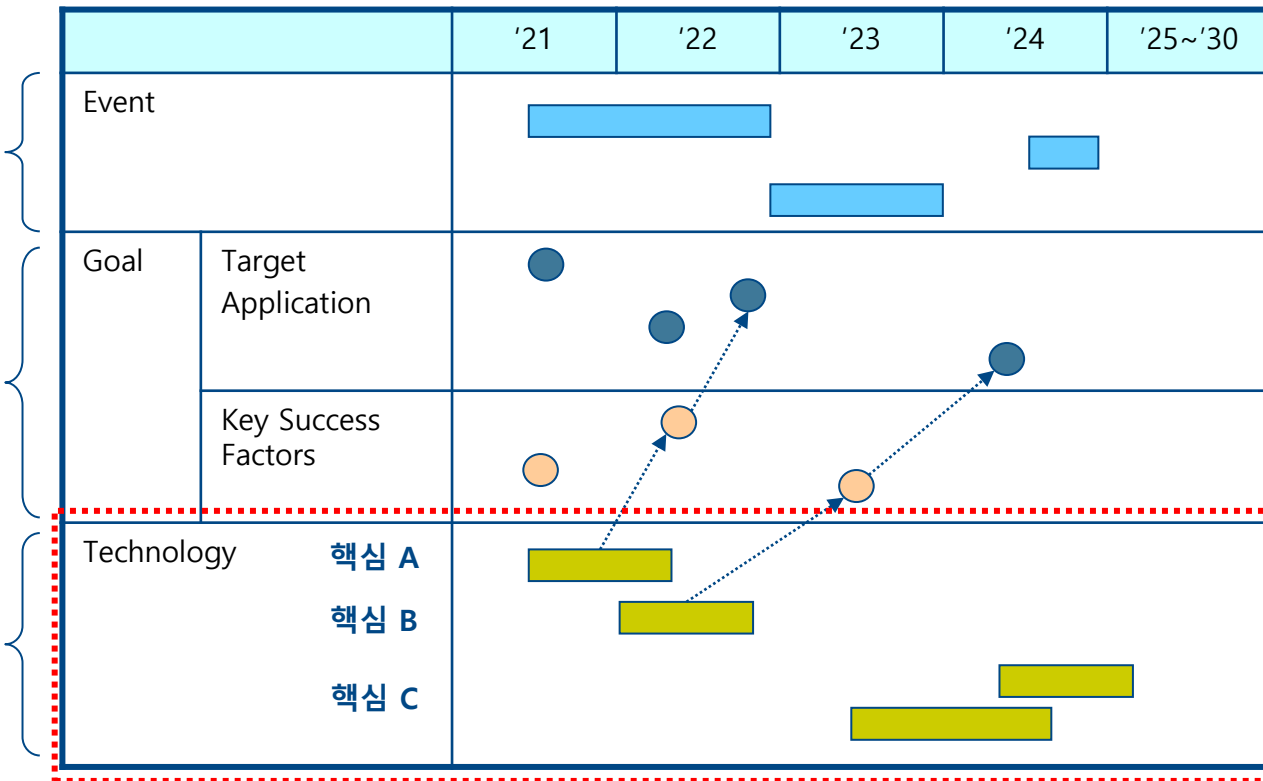 ’21 ’22 ’23 ’24 ’25~’30
Event
Goal
Target
Application
Key Success
Factors
Technology
핵심 A
핵심 B
핵심 C